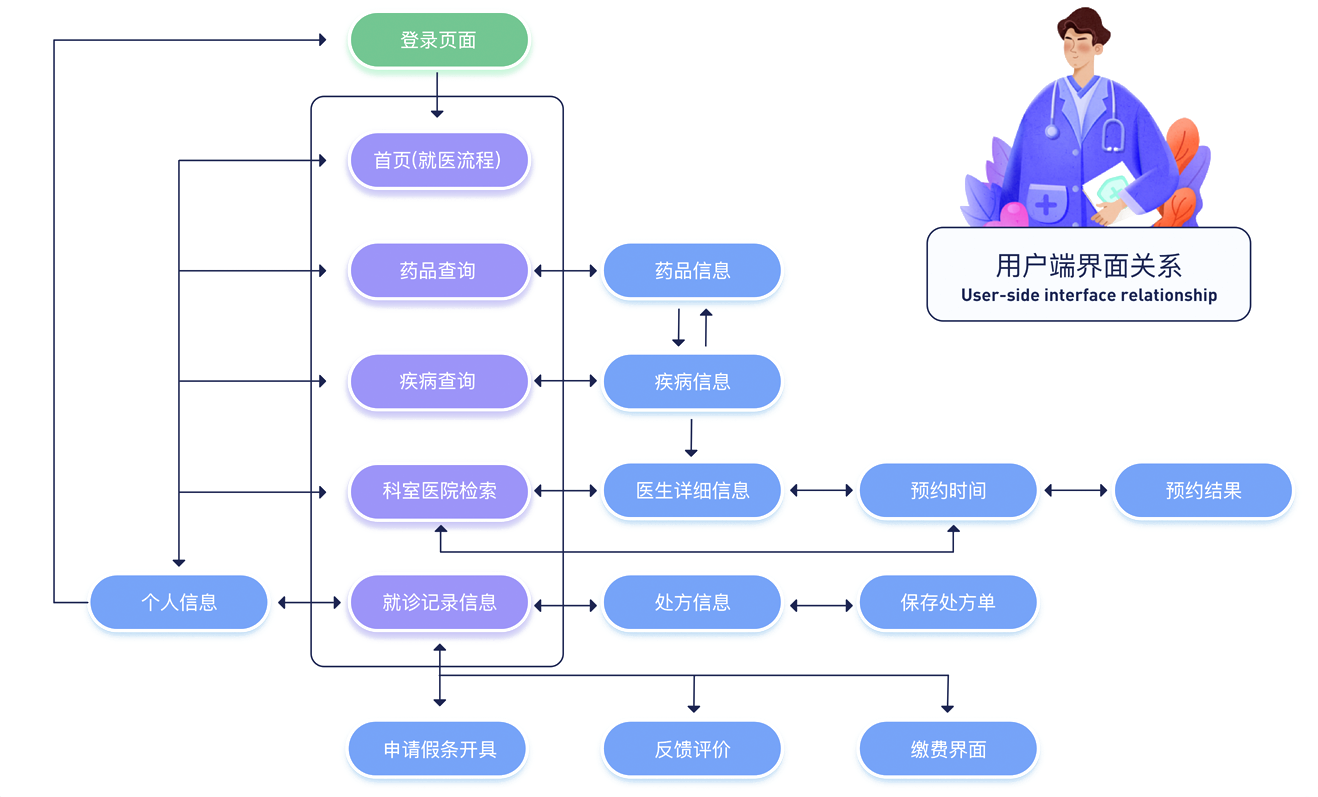 登录页面
首页(就医流程)
药品查询
药品信息
用户端界面关系
User-side interface relationship
疾病查询
疾病信息
科室医院检索
医生详细信息
预约时间
预约结果
个人信息
就诊记录信息
处方信息
保存处方单
申请假条开具
反馈评价
缴费界面